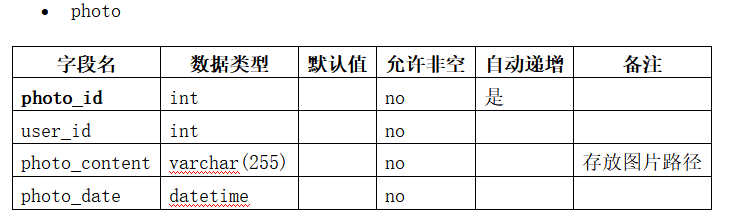 • photo
字段名 数据类型 默认值 允许非空 自动递增 备注
photo_id int no 是
user_id int no
photo_content varchar(255) no 存放图片路径
photo_date datetime no